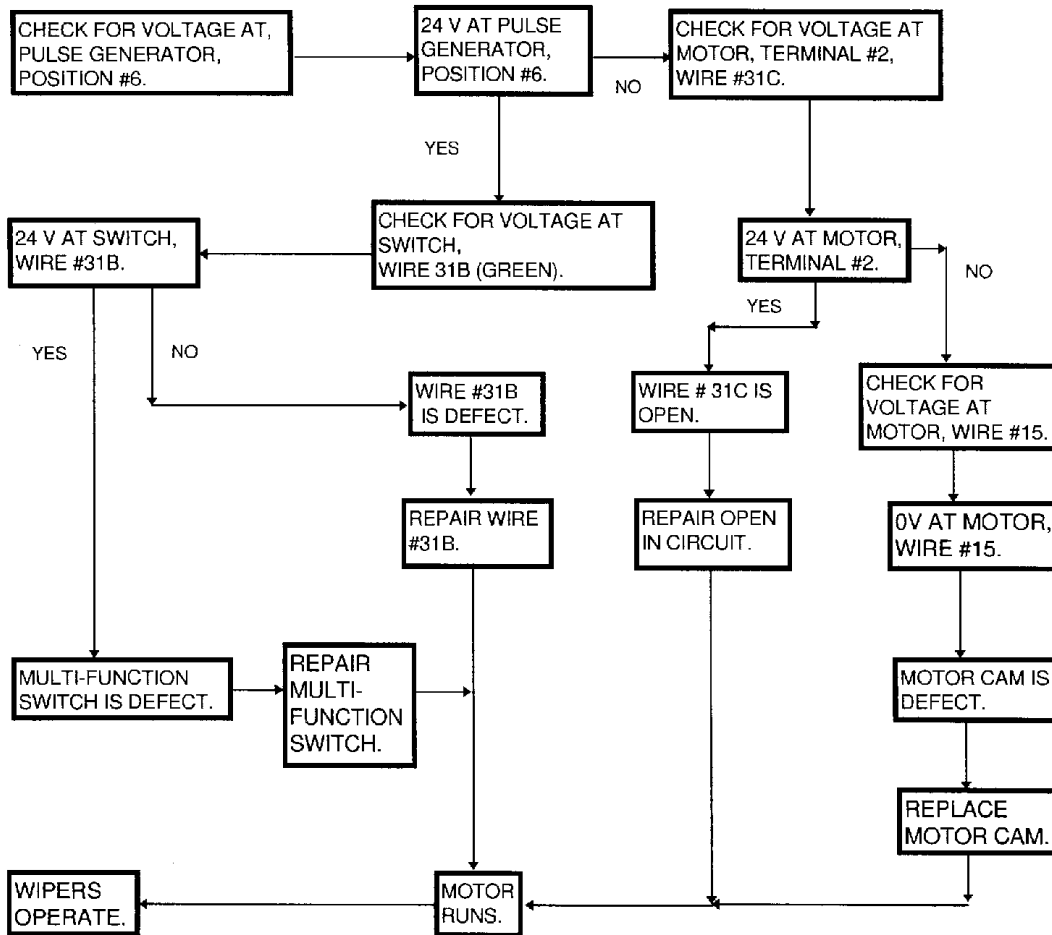 CHECK FOR VOLTAGE AT,
PULSE GENERATOR,
POSITION #6.
24 V AT PULSE
GENERATOR,
POSITION #6.
NO
CHECK FOR VOLTAGE AT
MOTOR, TERMINAL #2,
WIRE #31C.
YES
24 V AT SWITCH,
WIRE #31B.
CHECK FOR VOLTAGE AT
SWITCH,
WIRE 31B (GREEN).
24 V AT MOTOR,
TERMINAL #2.
NO
YES
YES
NO
WIRE #31B
IS DEFECT.
WIRE # 31C IS
OPEN.
CHECK FOR
VOLTAGE AT
MOTOR, WIRE #15.
REPAIR WIRE
#31B.
REPAIR OPEN
IN CIRCUIT.
0V AT MOTOR,
WIRE #15.
MULTI-FUNCTION
SWITCH IS DEFECT.
REPAIR
MULTI-
FUNCTION
SWITCH.
MOTOR CAM IS
DEFECT.
REPLACE
MOTOR CAM.
WIPERS
OPERATE.
MOTOR
RUNS.